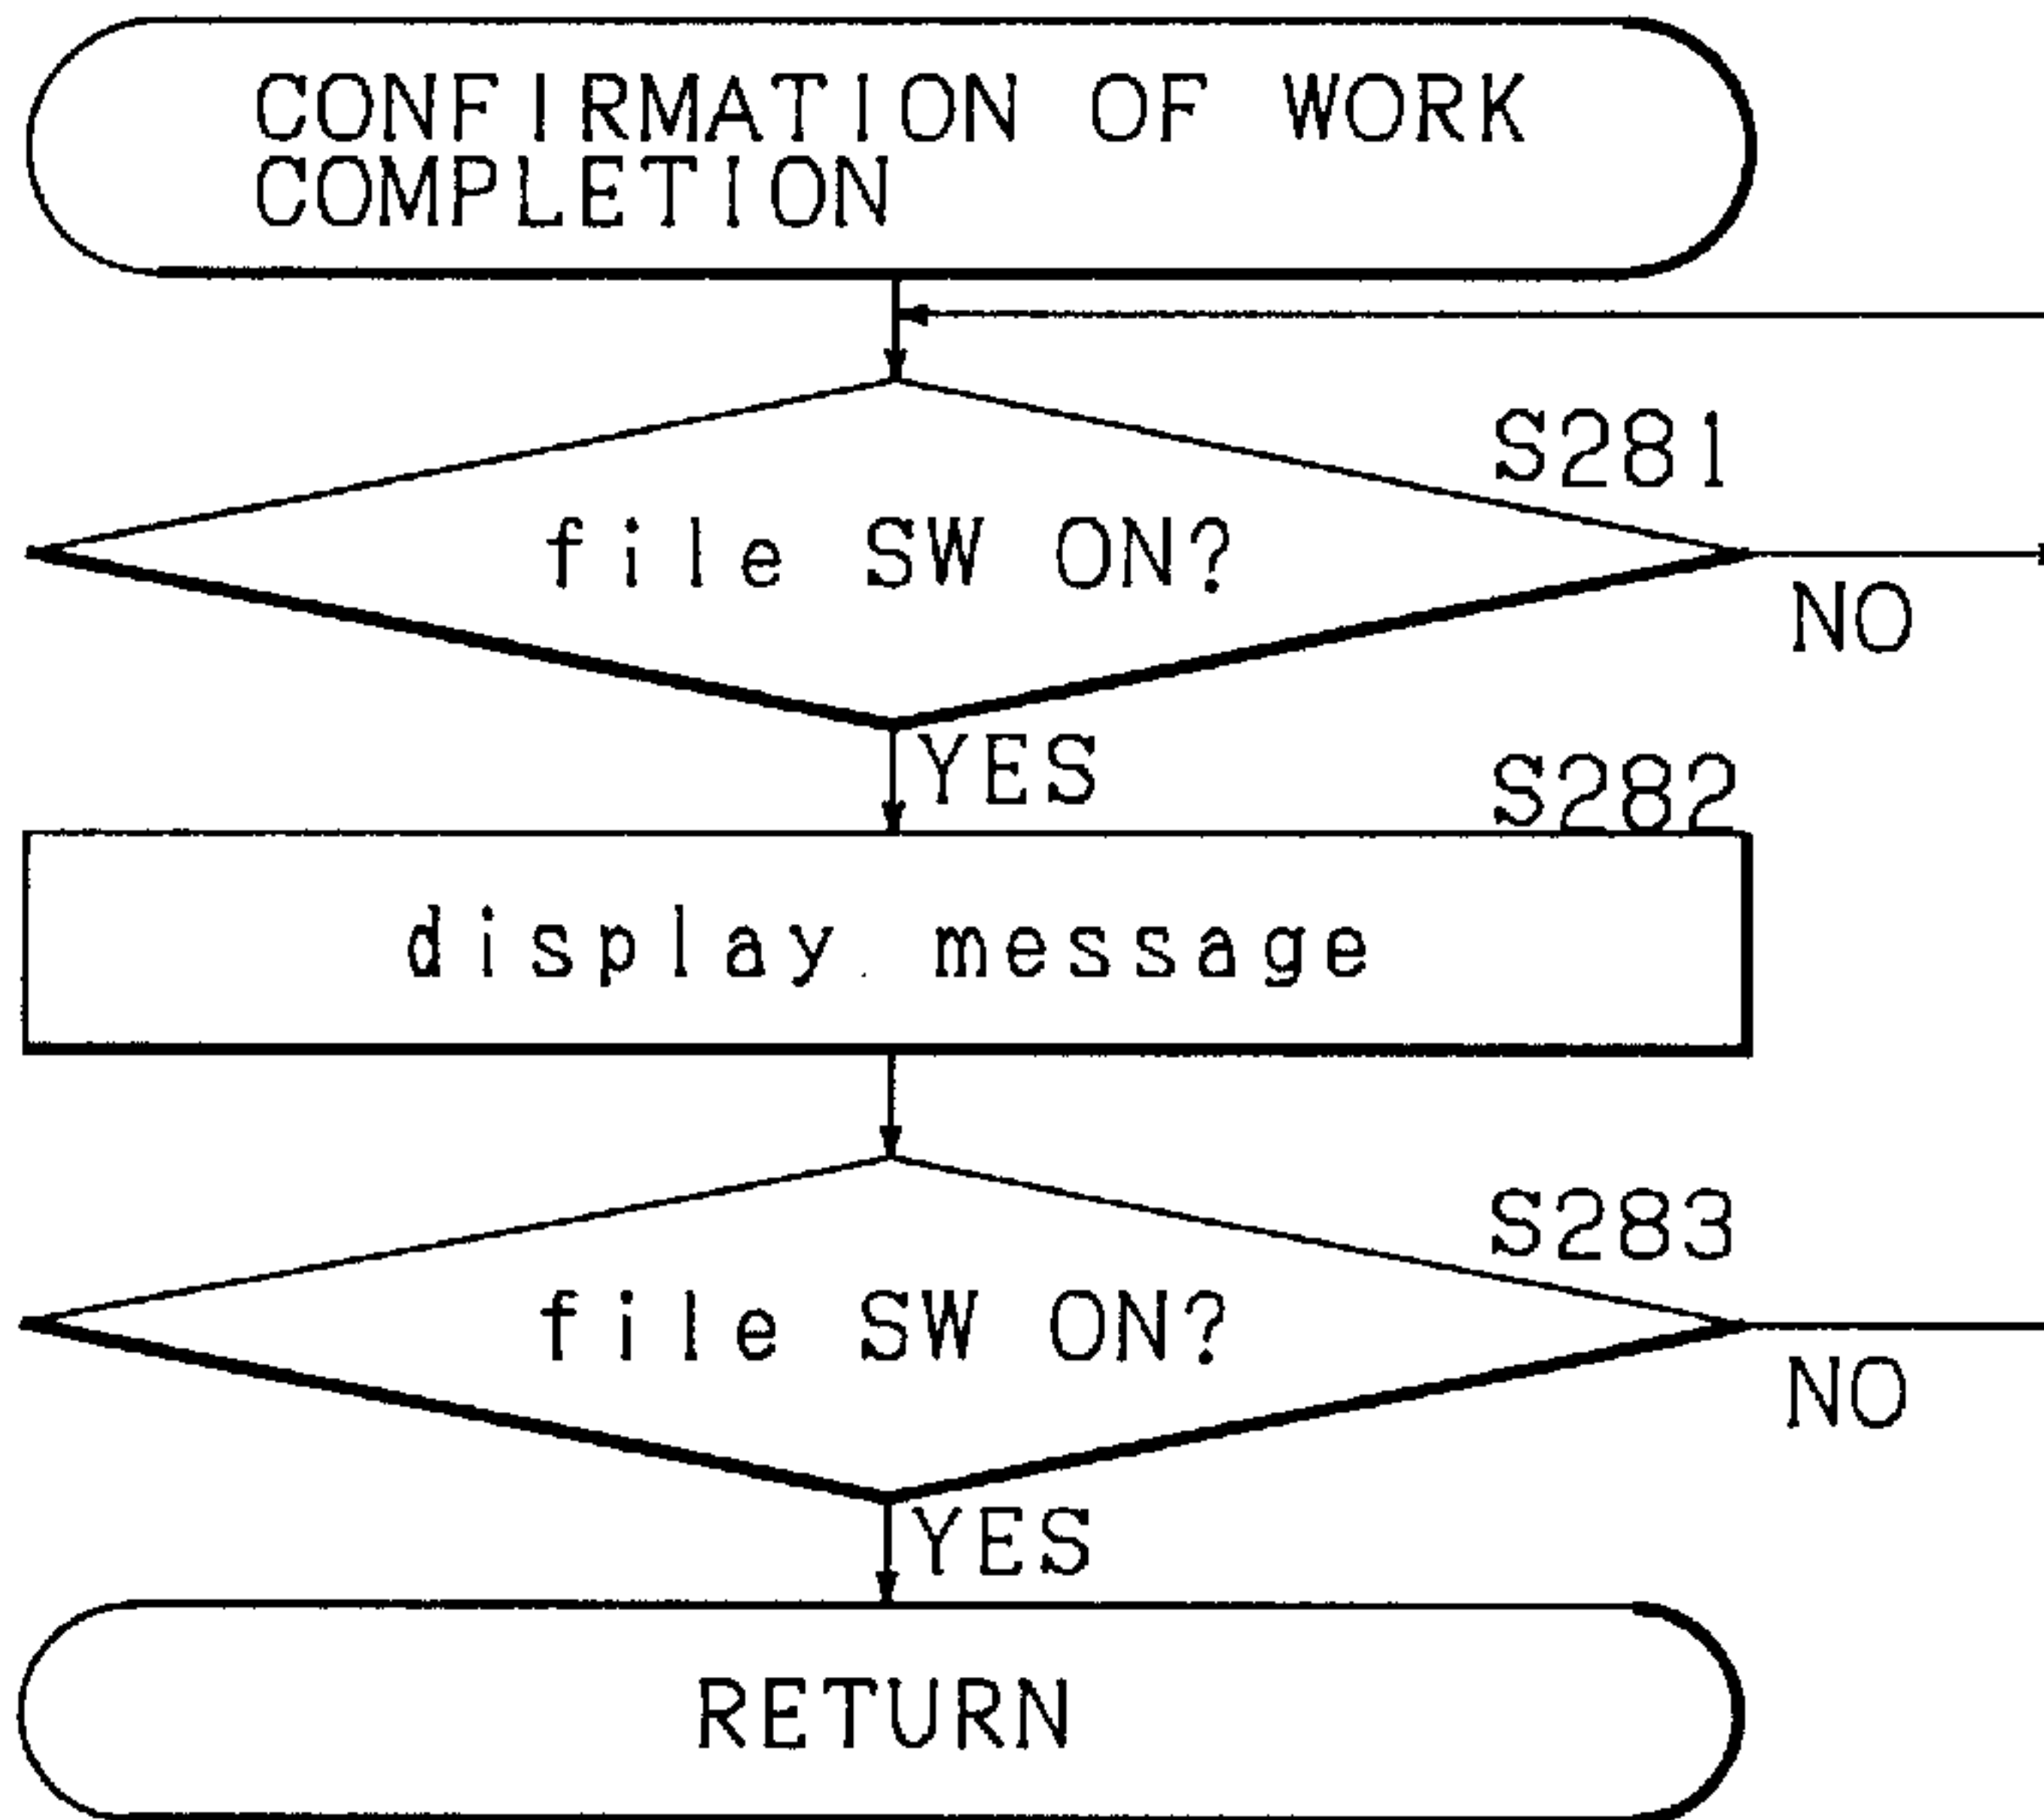 CONFIRMATION OF WORK
COMPLETION
S281
file SW ON?
NO
YES
S282
display message
S283
file SW ON?
NO
YES
RETURN